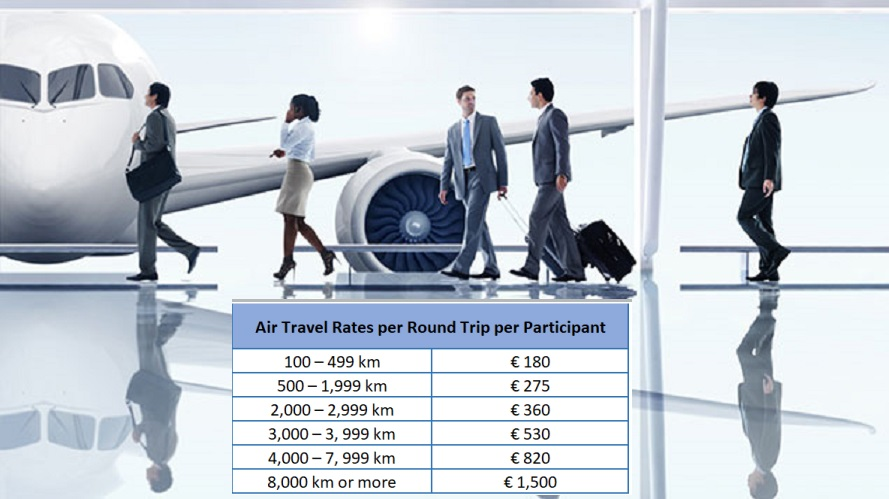 Air Travel Rates per Round Trip per Participant
100 – 499 km € 180
500 – 1,999 km € 275
2,000 – 2,999 km € 360
3,000 – 3, 999 km € 530
4,000 – 7, 999 km € 820
8,000 km or more € 1,500